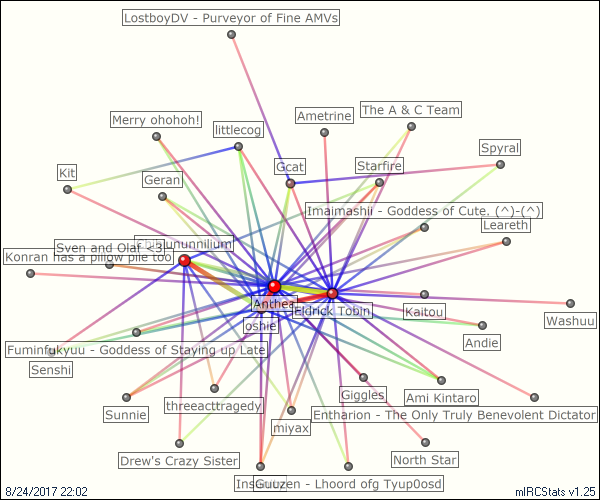 LostboyDV - Purveyor of Fine AMVs
The A & C Team
Ametrine
Merry ohohoh!
littlecog
Spyral
Starfire
Gcat
Kit
Geran
Imaimashii - Goddess of Cute. (^)-(^)
Leareth
Sven and Olaf <3
Konran has a pillow pile too
Anthea
Eldrick Tobin
Kaitou
Washuu
oshie
Andie
Fuminfukyuu - Goddess of Staying up Late
Senshi
Giggles
Ami Kintaro
threeacttragedy
Sunnie
Entharion - The Only Truly Benevolent Dictator
miyax
Drew's Crazy Sister
North Star
Gutzen - Lhoord ofg Tyup0osd
8/24/2017 22:02
mIRCStats v1.25